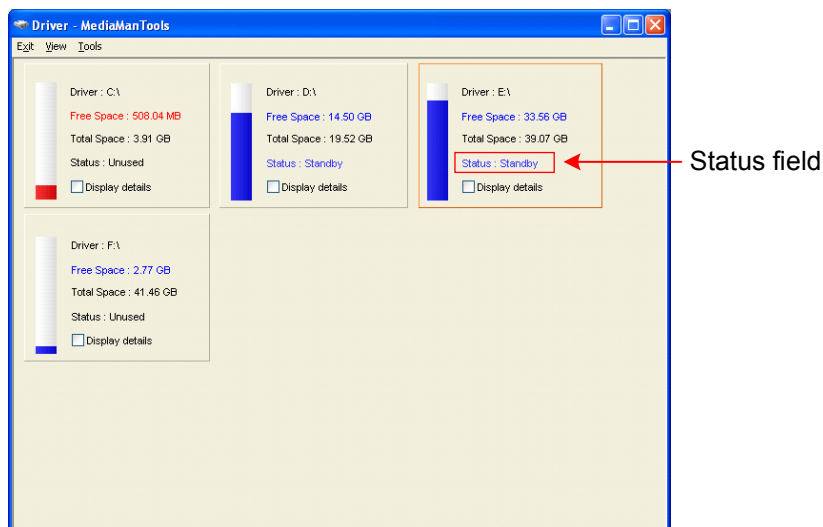 Driver - MediaManTools
Exit View Tools
Driver : C:\
Free Space : 508.04 MB
Total Space : 3.91 GB
Status : Unused
Display details
Driver : D:\
Free Space : 14.50 GB
Total Space : 19.52 GB
Status : Standby
Display details
Driver : E:\
Free Space : 33.56 GB
Total Space : 39.07 GB
Status : Standby
Display details
Status field
Driver : F:\
Free Space : 2.77 GB
Total Space : 41.46 GB
Status : Unused
Display details